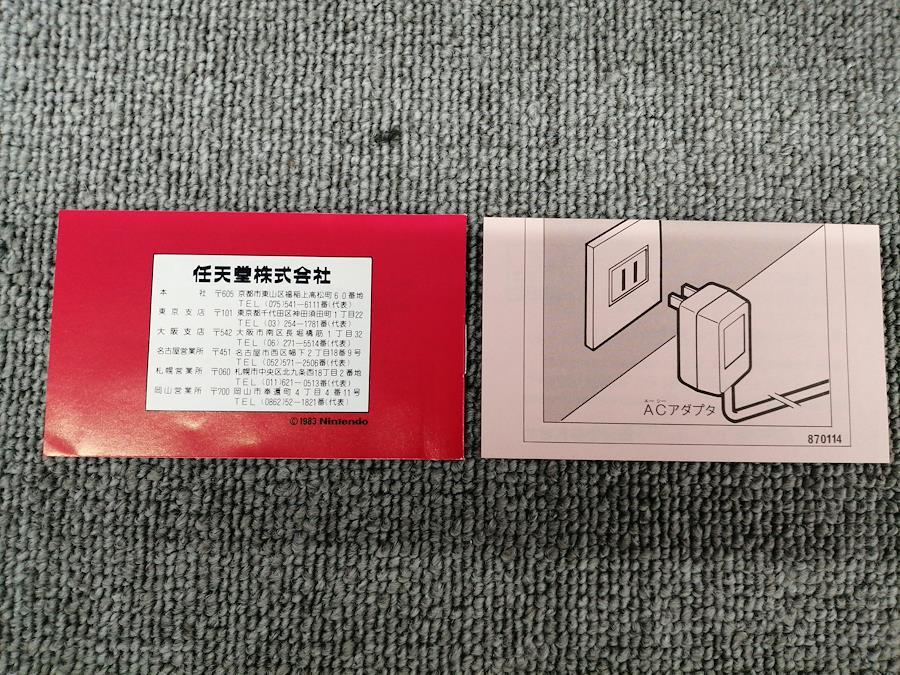 任天堂株式会社
本社 〒605 京都市東山区福稲上高松町60番地
TEL (075)541-6111番(代表)
東京支店 〒101 東京都千代田区神田須田町1丁目22
TEL (03) 254-1781番(代表)
大阪支店 〒542 大阪市南区長堀橋筋1丁目32
TEL (06) 271-5514番(代表)
名古屋営業所 〒451 名古屋市西区幅下2丁目18番9号
TEL (052)571-2506番(代表)
札幌営業所 〒060 札幌市中央区北九条西18丁目2番地
TEL (011)621-0513番(代表)
岡山営業所 〒700 岡山市奉還町4丁目4番11号
TEL (0862)52-1821番(代表)
©1983 Nintendo
エー シー
ACアダプタ
870114